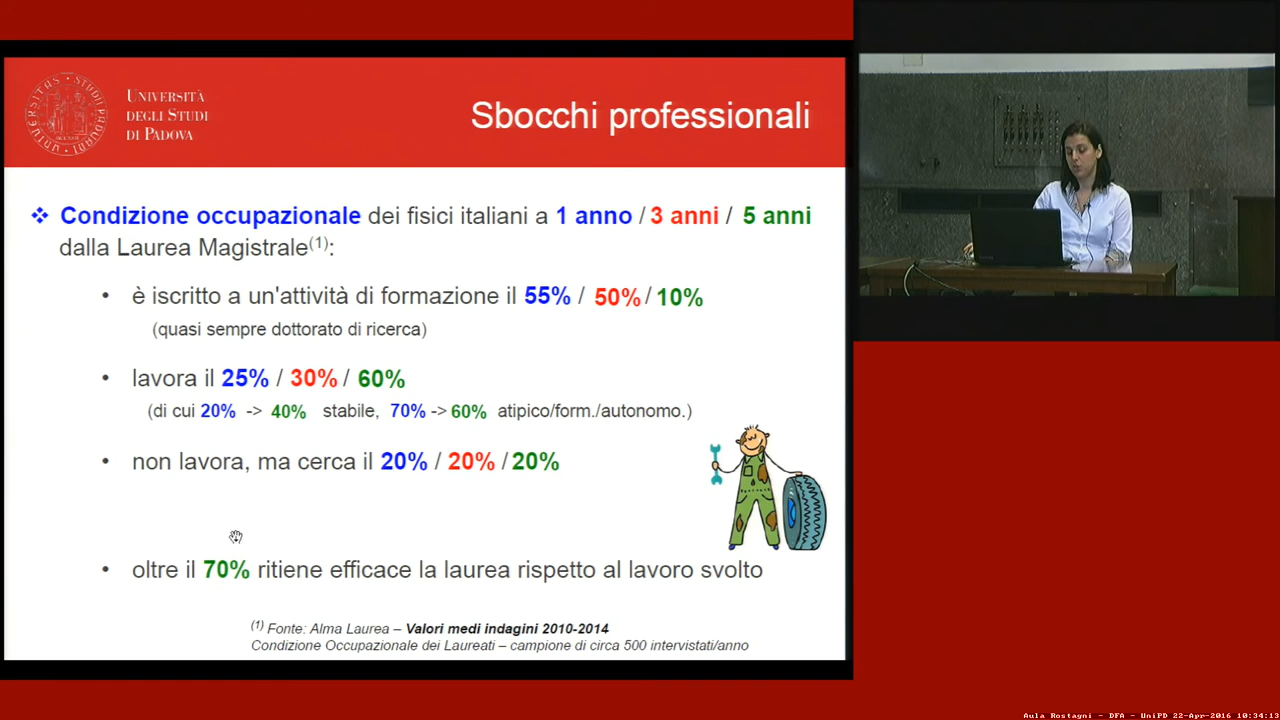 UNIVERSITÀ
DEGLI STUDI
DI PADOVA
Sbocchi professionali
❖ Condizione occupazionale dei fisici italiani a 1 anno / 3 anni / 5 anni
dalla Laurea Magistrale(1):
• è iscritto a un'attività di formazione il 55% / 50% / 10%
(quasi sempre dottorato di ricerca)
• lavora il 25% / 30% / 60%
(di cui 20% -> 40% stabile, 70% -> 60% atipico/form./autonomo.)
• non lavora, ma cerca il 20% / 20% / 20%
• oltre il 70% ritiene efficace la laurea rispetto al lavoro svolto
(1) Fonte: Alma Laurea – Valori medi indagini 2010-2014
Condizione Occupazionale dei Laureati – campione di circa 500 intervistati/anno
Aula Rostagni - DFA - UniPD 22-Apr-2016 10:34:13